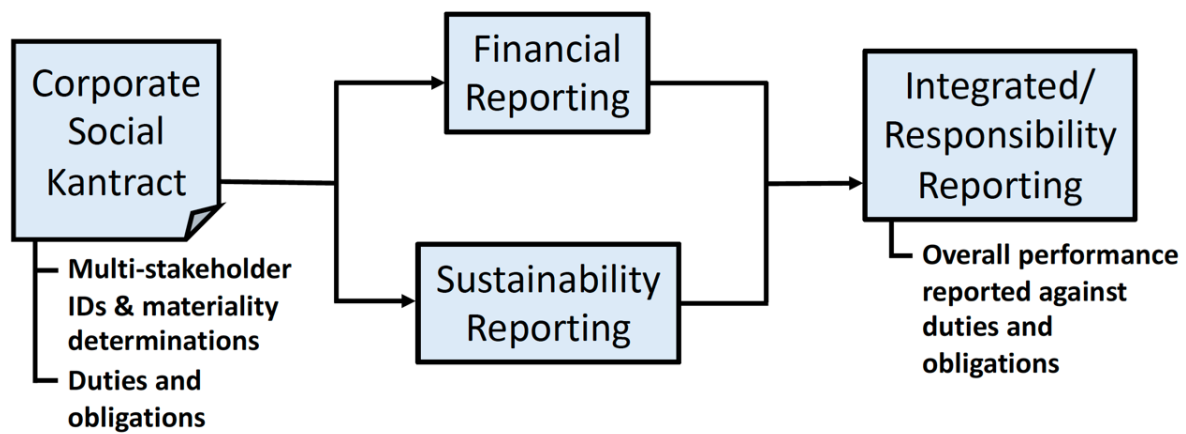 Corporate
Social
Kantract
Multi-stakeholder
IDs & materiality
determinations
Duties and
obligations
Financial
Reporting
Sustainability
Reporting
Integrated/
Responsibility
Reporting
Overall performance
reported against
duties and
obligations